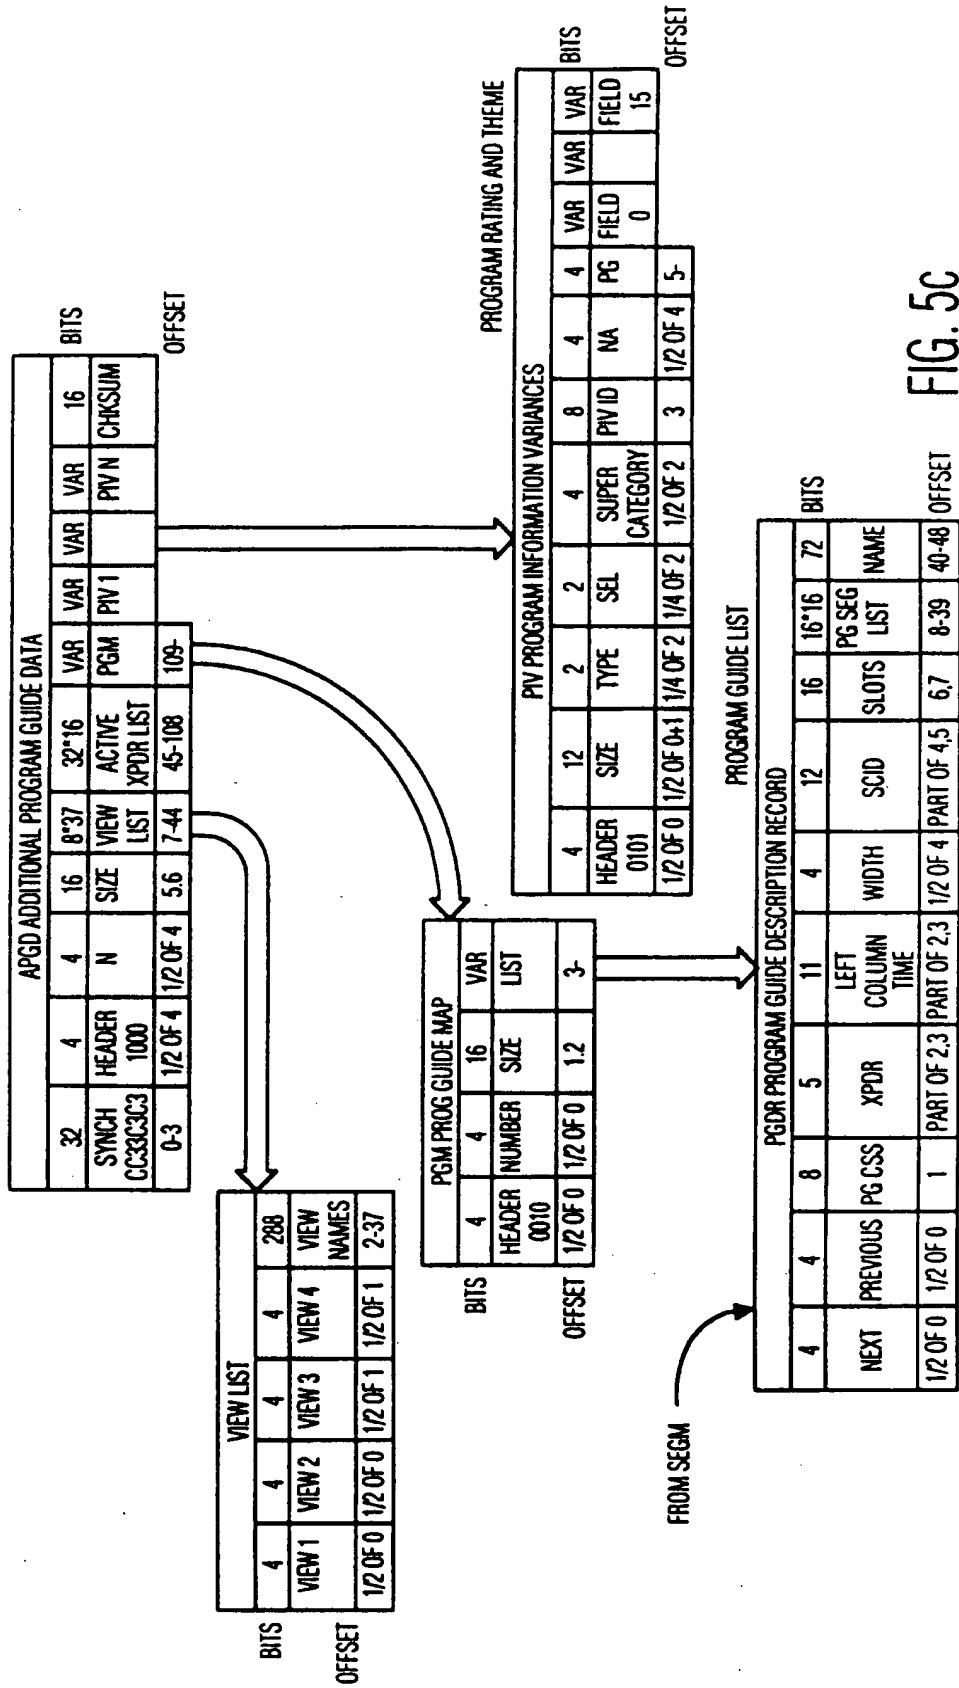 APGD ADDITIONAL PROGRAM GUIDE DATA
32 4 4 16 8*37 32*16 VAR VAR VAR VAR 16 BITS
SYNCH CC33C3C3 HEADER 1000 N SIZE VIEW LIST ACTIVE XPDR LIST PGM PIV 1 PIV N CHKSUM
0-3 1/2 OF 4 1/2 OF 4 5.6 7-44 45-108 109- OFFSET
VIEW LIST
BITS 4 4 4 4 288
VIEW 1 VIEW 2 VIEW 3 VIEW 4 VIEW NAMES
OFFSET 1/2 OF 0 1/2 OF 0 1/2 OF 1 1/2 OF 1 2-37
PGM PROG GUIDE MAP
BITS 4 4 16 VAR
HEADER 0010 NUMBER SIZE LIST
OFFSET 1/2 OF 0 1/2 OF 0 1.2 3-
PROGRAM RATING AND THEME
PIV PROGRAM INFORMATION VARIANCES
4 12 2 2 4 8 4 4 VAR VAR VAR BITS
HEADER 0101 SIZE TYPE SEL SUPER CATEGORY PIV ID NA PG FIELD 0 FIELD 15
1/2 OF 0 1/2 OF 0+1 1/4 OF 2 1/4 OF 2 1/2 OF 2 3 1/2 OF 4 5- OFFSET
FROM SEGM
PROGRAM GUIDE LIST
PGDR PROGRAM GUIDE DESCRIPTION RECORD
4 4 8 5 11 4 12 16 16*16 72 BITS
NEXT PREVIOUS PG CSS XPDR LEFT COLUMN TIME WIDTH SCID SLOTS PG SEG LIST NAME
1/2 OF 0 1/2 OF 0 1 PART OF 2,3 PART OF 2,3 1/2 OF 4 PART OF 4,5 6,7 8-39 40-48 OFFSET
FIG. 5c